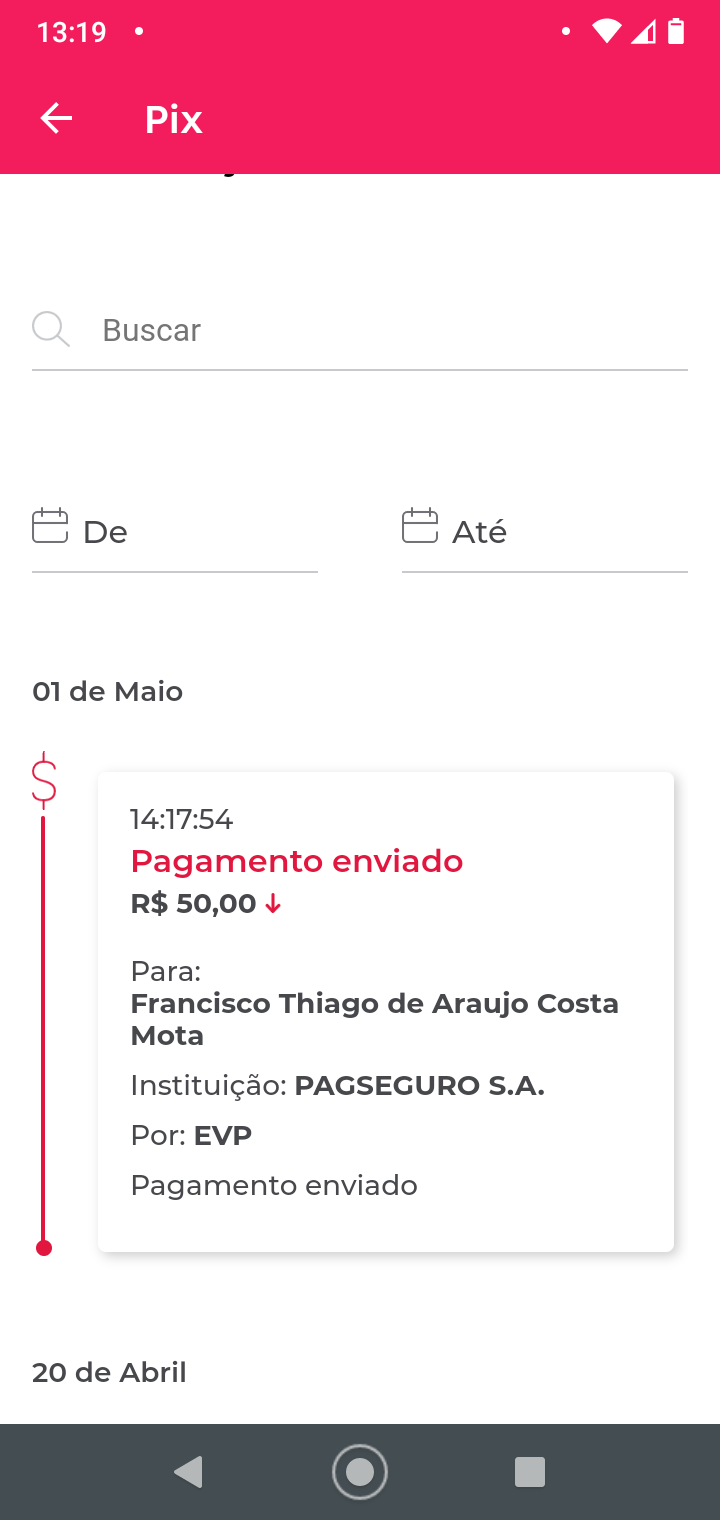 13:19
Pix
Buscar
De
Até
01 de Maio
14:17:54
Pagamento enviado
R$ 50,00
Para:
Francisco Thiago de Araujo Costa
Mota
Instituição: PAGSEGURO S.A.
Por: EVP
Pagamento enviado
20 de Abril